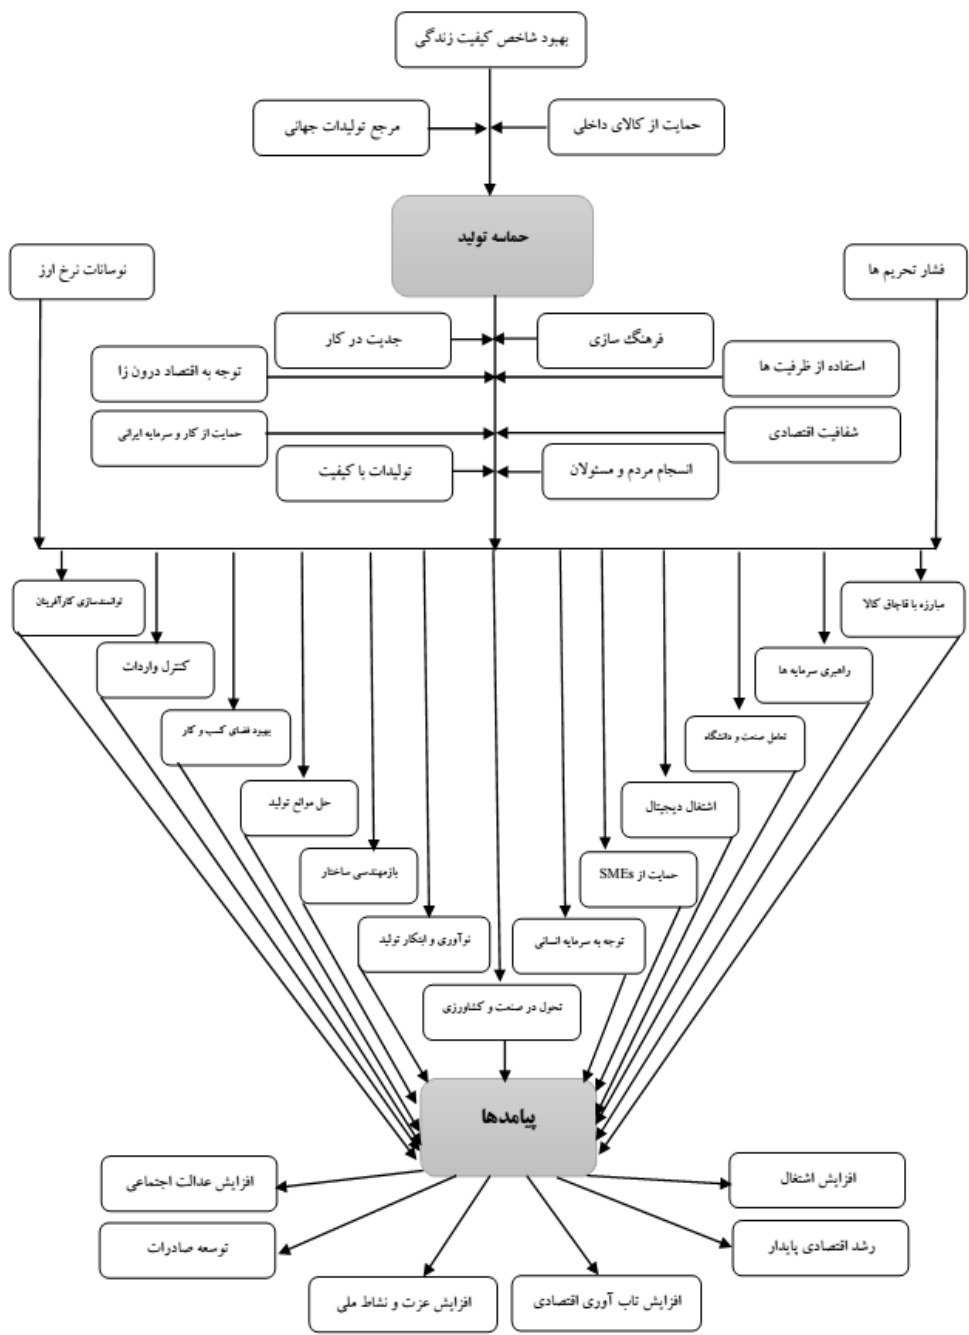 بهبود شاخص کیفیت زندگی
حمایت از کالای داخلی
مرجع تولیدات جهانی
حماسه تولید
فشار تحریم ها
نوسانات نرخ ارز
فرهنگ سازی
جدیت در کار
استفاده از ظرفیت ها
توجه به اقتصاد درون زا
شفافیت اقتصادی
حمایت از کار و سرمایه ایرانی
انسجام مردم و مسئولان
تولیدات با کیفیت
مبارزه با قاچاق کالا
توانمندسازی کارآفرینان
راهبری سرمایه ها
کنترل واردات
تعامل صنعت و دانشگاه
بهبود فضای کسب و کار
اشتغال دیجیتال
حل موانع تولید
حمایت از SMEs
بازمهندسی ساختار
توجه به سرمایه انسانی
نوآوری و ابتکار تولید
تحول در صنعت و کشاورزی
پیامدها
افزایش اشتغال
افزایش عدالت اجتماعی
رشد اقتصادی پایدار
توسعه صادرات
افزایش تاب آوری اقتصادی
افزایش عزت و نشاط ملی